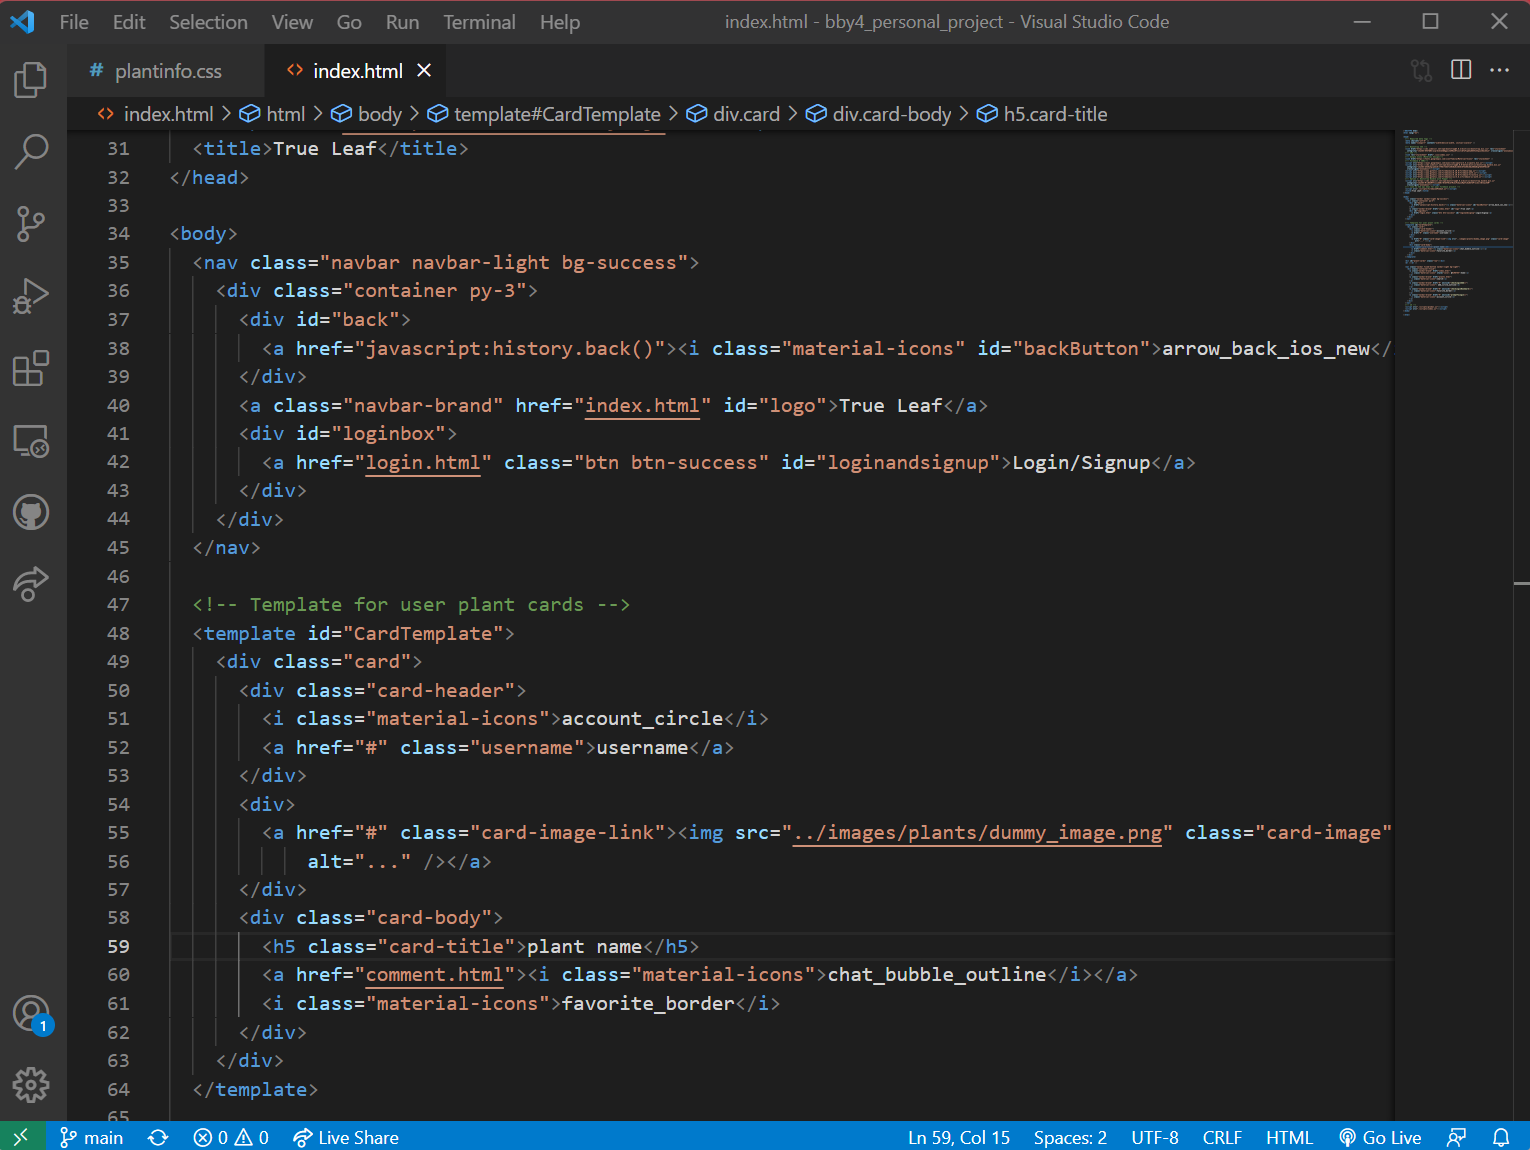 File Edit Selection View Go Run Terminal Help index.html - bby4_personal_project - Visual Studio Code
# plantinfo.css <> index.html
<> index.html > html > body > template#CardTemplate > div.card > div.card-body > h5.card-title
31 <title>True Leaf</title>
32 </head>
33
34 <body>
35 <nav class="navbar navbar-light bg-success">
36 <div class="container py-3">
37 <div id="back">
38 <a href="javascript:history.back()"><i class="material-icons" id="backButton">arrow_back_ios_new</
39 </div>
40 <a class="navbar-brand" href="index.html" id="logo">True Leaf</a>
41 <div id="loginbox">
42 <a href="login.html" class="btn btn-success" id="loginandsignup">Login/Signup</a>
43 </div>
44 </div>
45 </nav>
46
47 <!-- Template for user plant cards -->
48 <template id="CardTemplate">
49 <div class="card">
50 <div class="card-header">
51 <i class="material-icons">account_circle</i>
52 <a href="#" class="username">username</a>
53 </div>
54 <div>
55 <a href="#" class="card-image-link"><img src="../images/plants/dummy_image.png" class="card-image"
56 alt="..." /></a>
57 </div>
58 <div class="card-body">
59 <h5 class="card-title">plant name</h5>
60 <a href="comment.html"><i class="material-icons">chat_bubble_outline</i></a>
61 <i class="material-icons">favorite_border</i>
62 </div>
63 </div>
64 </template>
65
1
main 0 0 Live Share Ln 59, Col 15 Spaces: 2 UTF-8 CRLF HTML Go Live